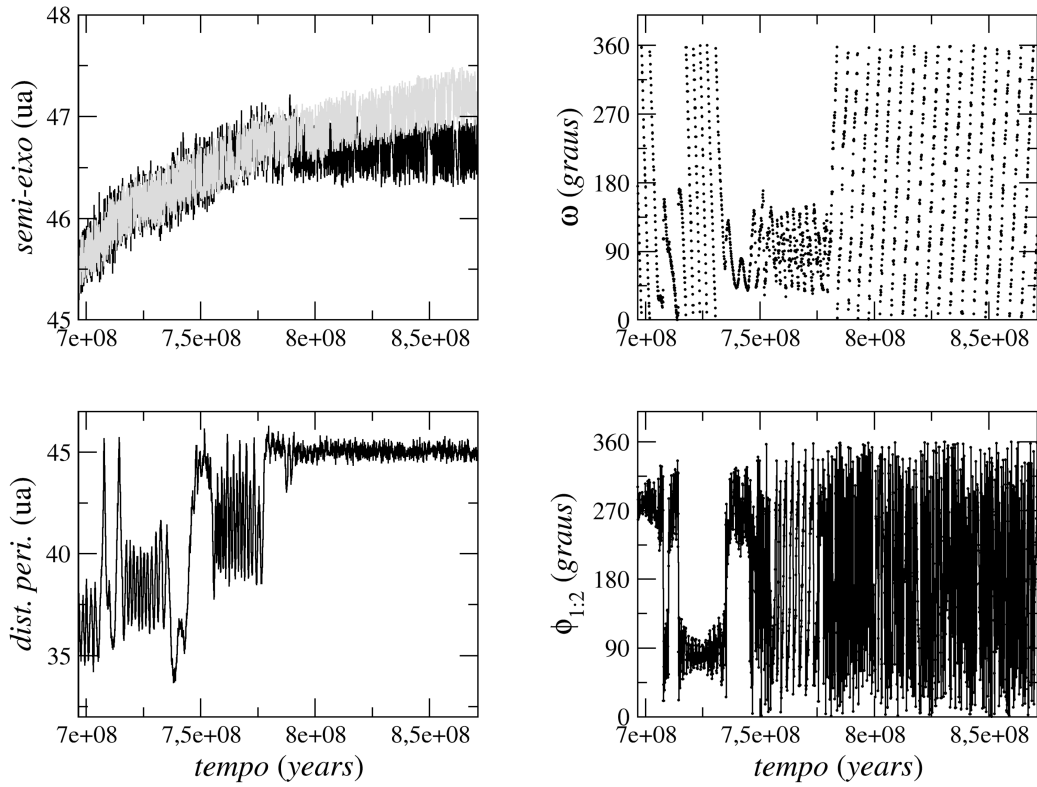 48
47
46
45
semi-eixo (ua)
7e+08 7,5e+08 8e+08 8,5e+08
360
270
180
90
0
ω (graus)
7e+08 7,5e+08 8e+08 8,5e+08
45
40
35
dist. peri. (ua)
7e+08 7,5e+08 8e+08 8,5e+08
tempo (years)
360
270
180
90
0
ϕ1:2 (graus)
7e+08 7,5e+08 8e+08 8,5e+08
tempo (years)